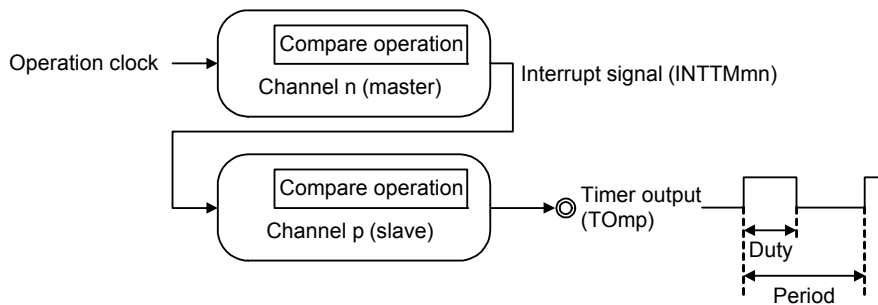 Compare operation
Operation clock
Channel n (master)
Interrupt signal (INTTMmn)
Compare operation
Channel p (slave)
Timer output
(TOmp)
Duty
Period